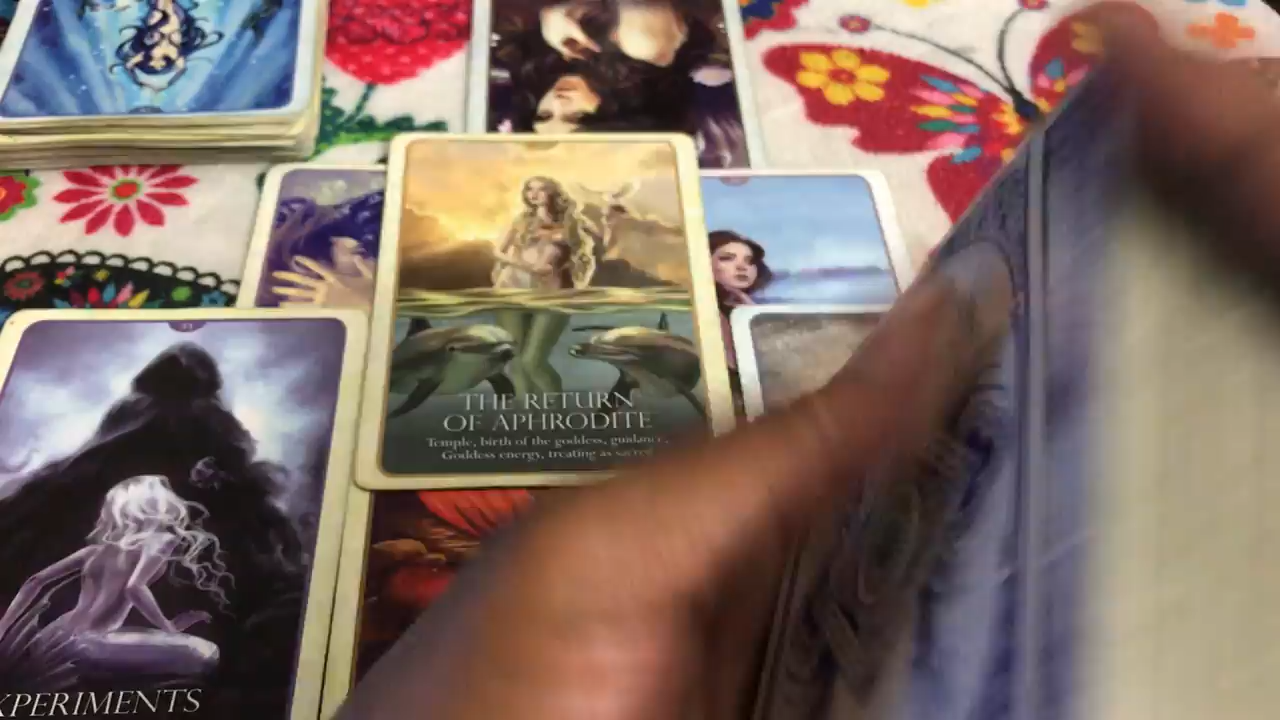 THE RETURN
OF APHRODITE
Temple, birth of the goddess, guidance,
Goddess energy, treating as sacred
XPERIMENTS